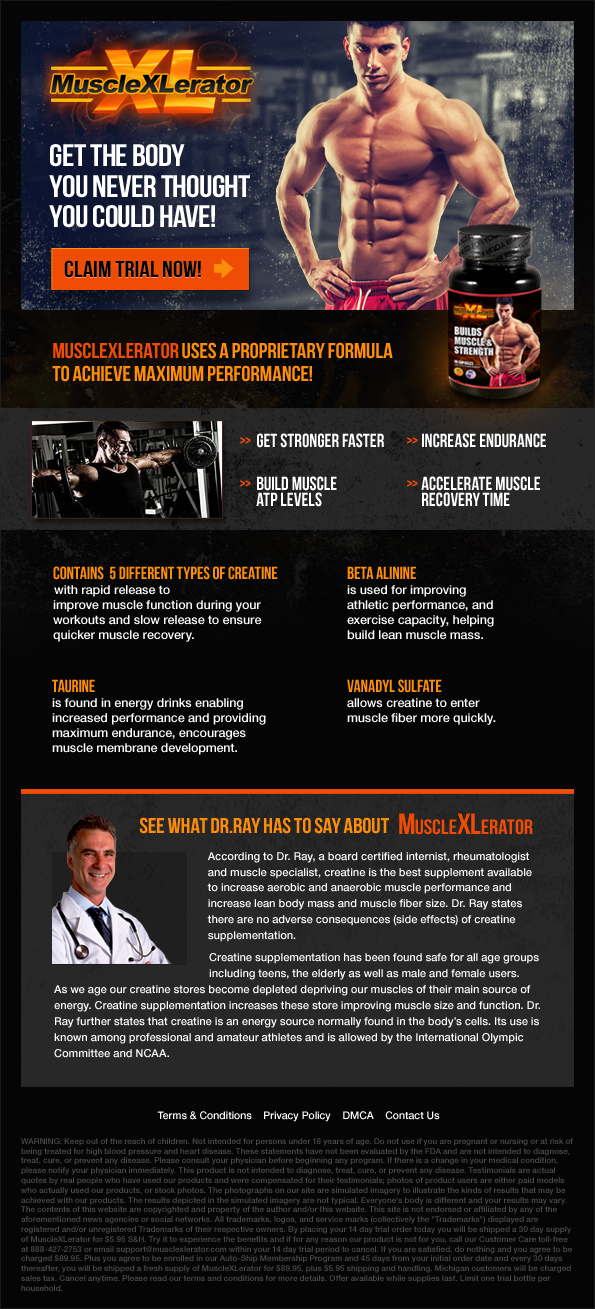 XL
MuscleXLerator
GET THE BODY
YOU NEVER THOUGHT
YOU COULD HAVE!
CLAIM TRIAL NOW!
XL
BUILDS
MUSCLE &
STRENGTH
MUSCLEXLERATOR USES A PROPRIETARY FORMULA
TO ACHIEVE MAXIMUM PERFORMANCE!
>> GET STRONGER FASTER
>> INCREASE ENDURANCE
>> BUILD MUSCLE
ATP LEVELS
>> ACCELERATE MUSCLE
RECOVERY TIME
CONTAINS 5 DIFFERENT TYPES OF CREATINE
with rapid release to
improve muscle function during your
workouts and slow release to ensure
quicker muscle recovery.
BETA ALININE
is used for improving
athletic performance, and
exercise capacity, helping
build lean muscle mass.
TAURINE
is found in energy drinks enabling
increased performance and providing
maximum endurance, encourages
muscle membrane development.
VANADYL SULFATE
allows creatine to enter
muscle fiber more quickly.
SEE WHAT DR.RAY HAS TO SAY ABOUT MUSCLEXLERATOR
According to Dr. Ray, a board certified internist, rheumatologist
and muscle specialist, creatine is the best supplement available
to increase aerobic and anaerobic muscle performance and
increase lean body mass and muscle fiber size. Dr. Ray states
there are no adverse consequences (side effects) of creatine
supplementation.
Creatine supplementation has been found safe for all age groups
including teens, the elderly as well as male and female users.
As we age our creatine stores become depleted depriving our muscles of their main source of
energy. Creatine supplementation increases these store improving muscle size and function. Dr.
Ray further states that creatine is an energy source normally found in the body's cells. Its use is
known among professional and amateur athletes and is allowed by the International Olympic
Committee and NCAA.
Terms & Conditions Privacy Policy DMCA Contact Us
WARNING: Keep out of the reach of children. Not intended for persons under 18 years of age. Do not use if you are pregnant or nursing or at risk of
being treated for high blood pressure and heart disease. These statements have not been evaluated by the FDA and are not intended to diagnose,
treat, cure, or prevent any disease. Please consult your physician before beginning any program. If there is a change in your medical condition,
please notify your physician immediately. This product is not intended to diagnose, treat, cure, or prevent any disease. Testimonials are actual
quotes by real people who have used our products and were compensated for their testimonials; photos of product users are either paid models
who actually used our products, or stock photos. The photographs on our site are simulated imagery to illustrate the kinds of results that may be
achieved with our products. The results depicted in the simulated imagery are not typical. Everyone's body is different and your results may vary.
The contents of this website are copyrighted and property of the author and/or this website. This site is not endorsed or affiliated by any of the
aforementioned news agencies or social networks. All trademarks, logos, and service marks (collectively the "Trademarks") displayed are
registered and/or unregistered Trademarks of their respective owners. By placing your 14 day trial order today you will be shipped a 30 day supply
of MuscleXLerator for $5.95 S&H. Try it to experience the benefits and if for any reason our product is not for you, call our Customer Care toll-free
at 888-427-2753 or email support@musclexlerator.com within your 14 day trial period to cancel. If you are satisfied, do nothing and you agree to be
charged $89.95. Plus you agree to be enrolled in our Auto-Ship Membership Program and 45 days from your initial order date and every 30 days
thereafter, you will be shipped a fresh supply of MuscleXLerator for $89.95, plus $5.95 shipping and handling. Michigan customers will be charged
sales tax. Cancel anytime. Please read our terms and conditions for more details. Offer available while supplies last. Limit one trial bottle per
household.